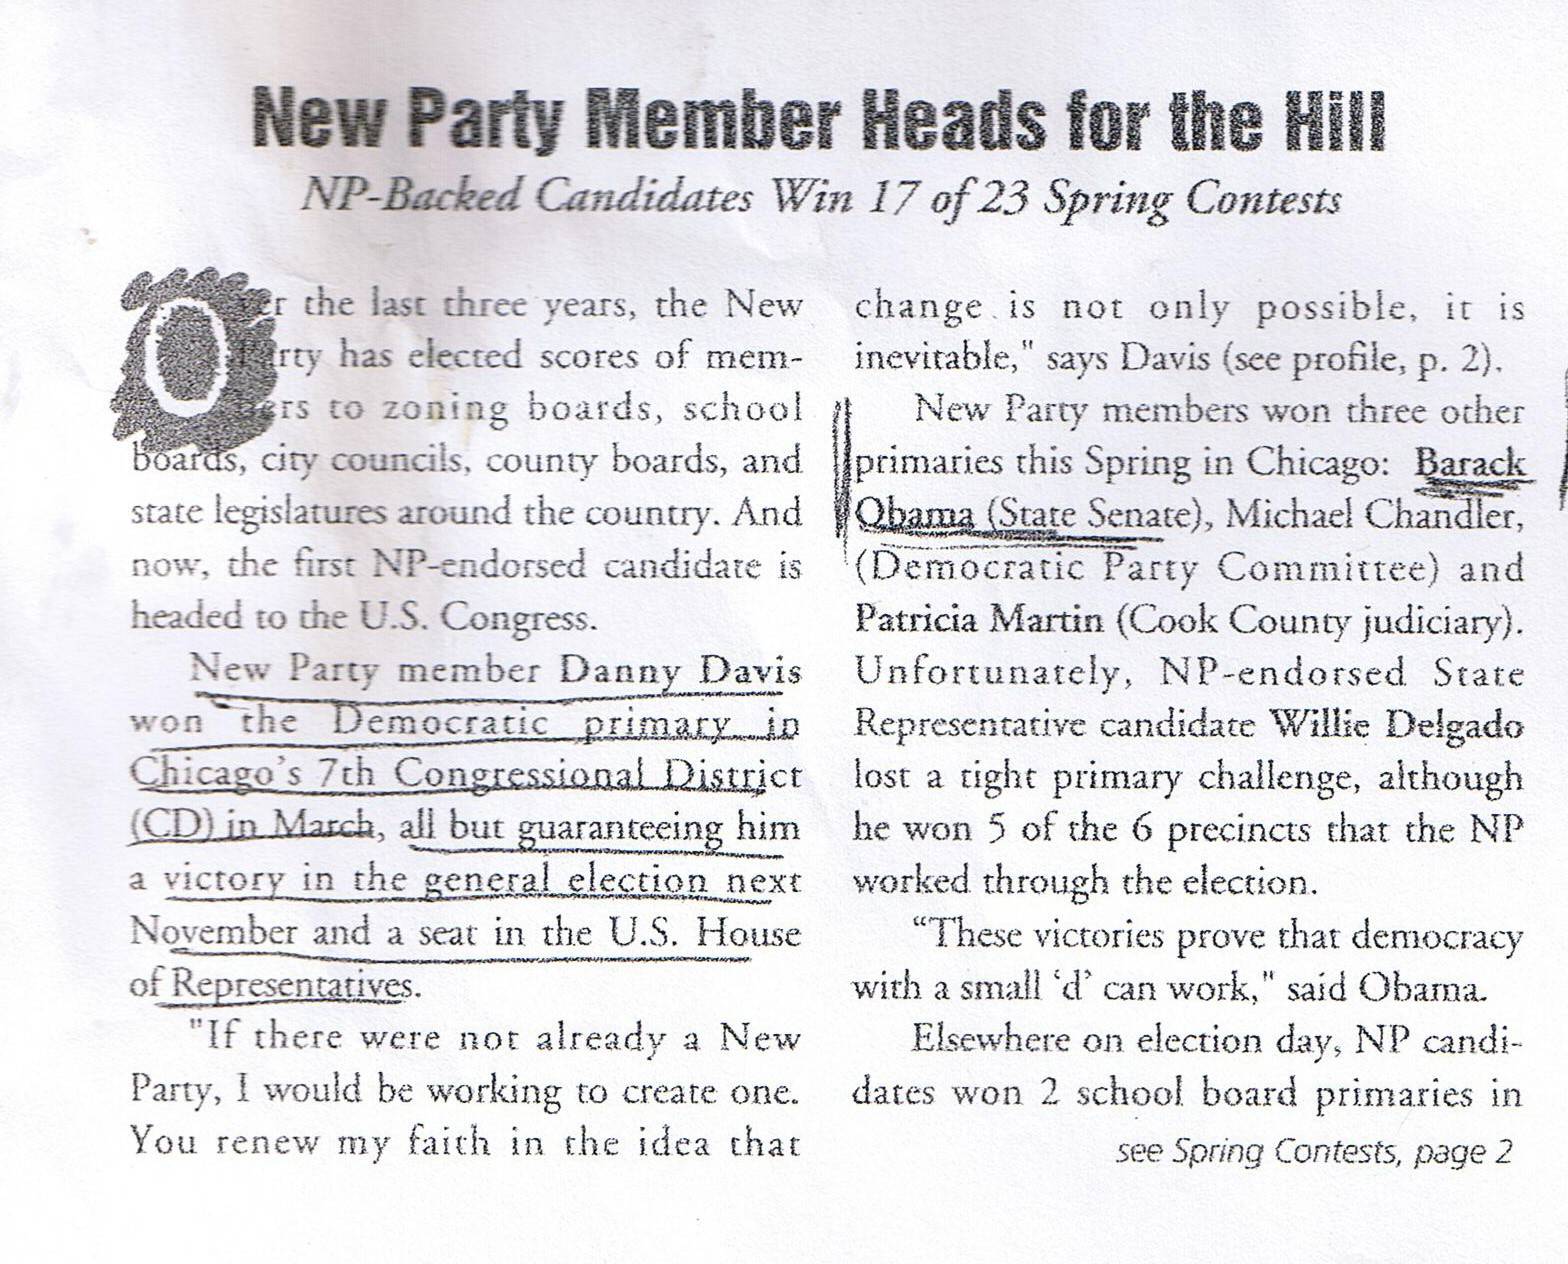 New Party Member Heads for the Hill
NP-Backed Candidates Win 17 of 23 Spring Contests
Over the last three years, the New
Party has elected scores of mem-
bers to zoning boards, school
boards, city councils, county boards, and
state legislatures around the country. And
now, the first NP-endorsed candidate is
headed to the U.S. Congress.
New Party member Danny Davis
won the Democratic primary in
Chicago's 7th Congressional District
(CD) in March, all but guaranteeing him
a victory in the general election next
November and a seat in the U.S. House
of Representatives.
"If there were not already a New
Party, I would be working to create one.
You renew my faith in the idea that
change is not only possible, it is
inevitable," says Davis (see profile, p. 2).
New Party members won three other
primaries this Spring in Chicago: Barack
Obama (State Senate), Michael Chandler,
(Democratic Party Committee) and
Patricia Martin (Cook County judiciary).
Unfortunately, NP-endorsed State
Representative candidate Willie Delgado
lost a tight primary challenge, although
he won 5 of the 6 precincts that the NP
worked through the election.
“These victories prove that democracy
with a small ‘d’ can work," said Obama.
Elsewhere on election day, NP candi-
dates won 2 school board primaries in
see Spring Contests, page 2